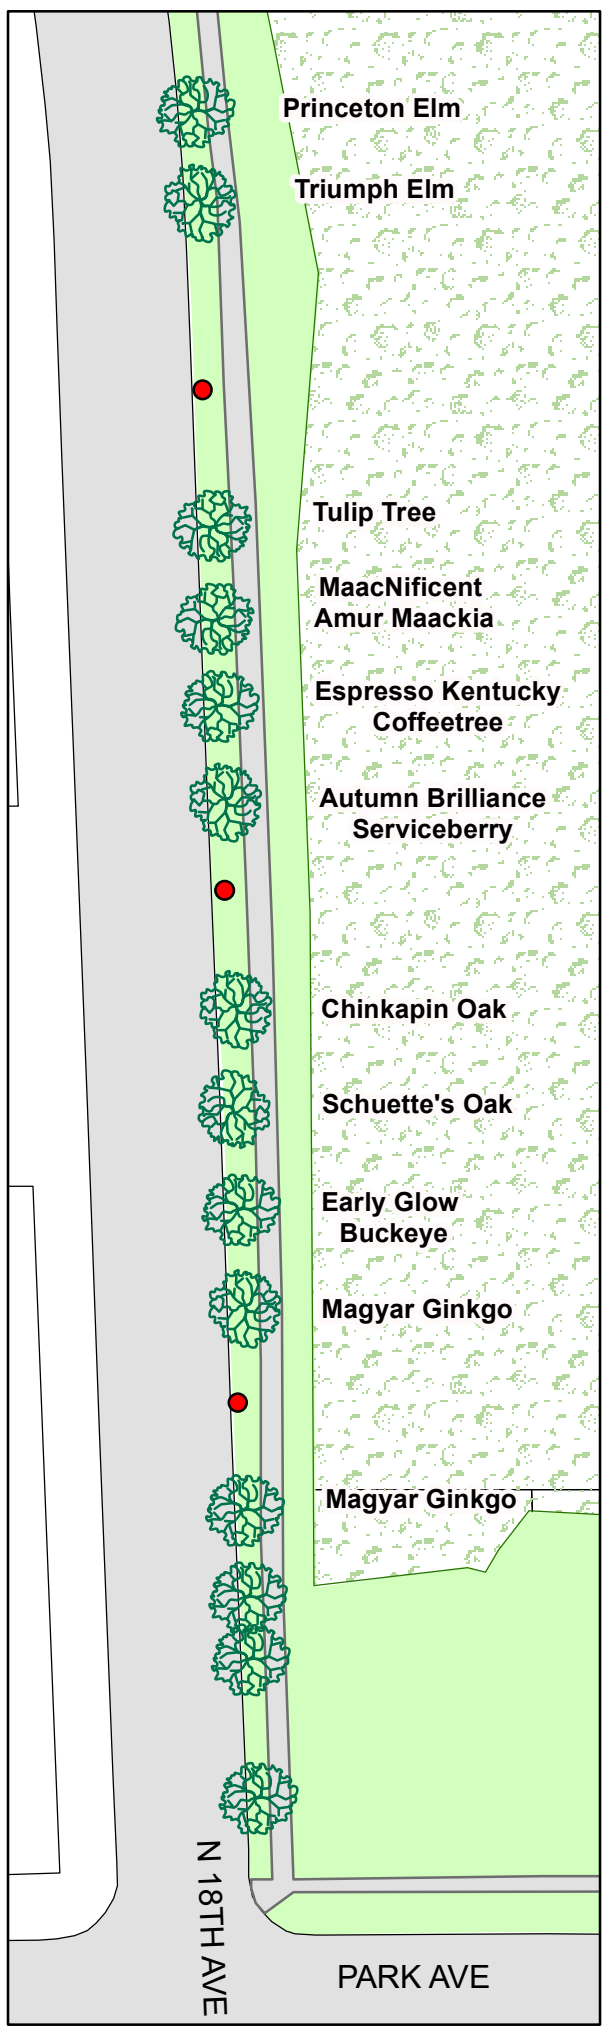 Princeton Elm
Triumph Elm
Tulip Tree
MaacNificent
Amur Maackia
Espresso Kentucky
Coffeetree
Autumn Brilliance
Serviceberry
Chinkapin Oak
Schuette's Oak
Early Glow
Buckeye
Magyar Ginkgo
Magyar Ginkgo
N 18TH AVE
PARK AVE